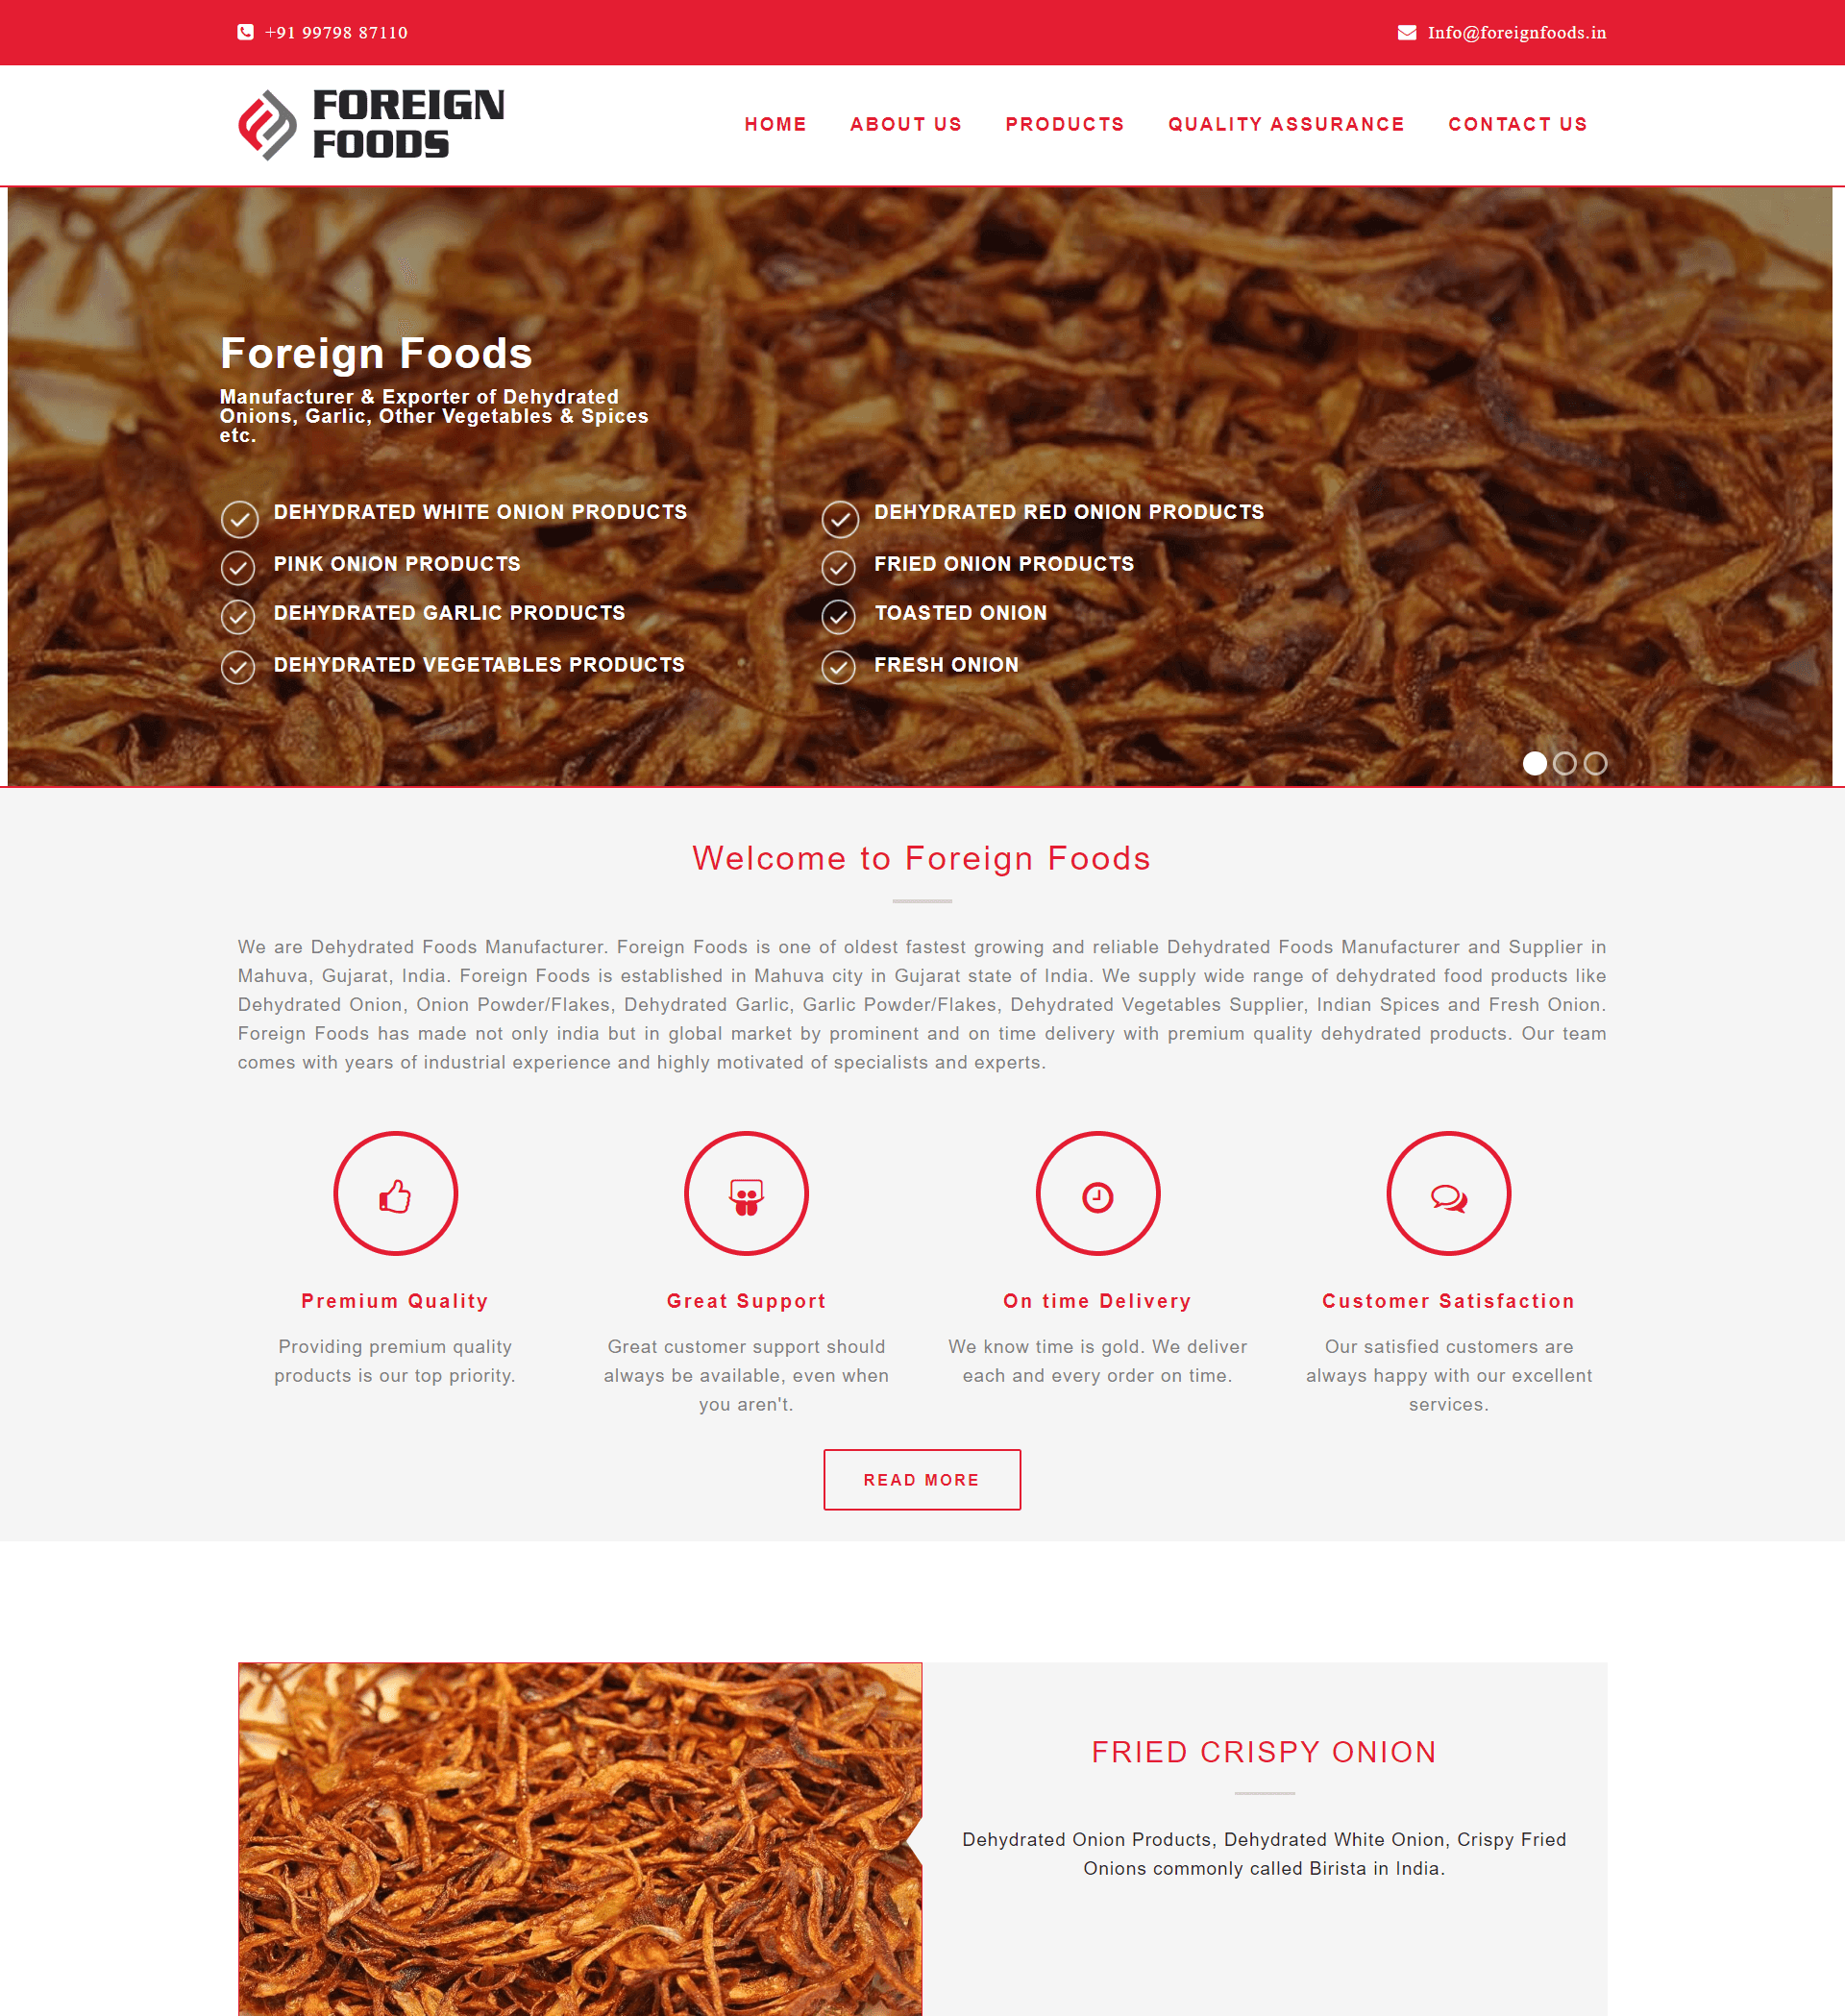 +91 99798 87110
Info@foreignfoods.in
FOREIGN
FOODS
HOME ABOUT US PRODUCTS QUALITY ASSURANCE CONTACT US
Foreign Foods
Manufacturer & Exporter of Dehydrated
Onions, Garlic, Other Vegetables & Spices
etc.
DEHYDRATED WHITE ONION PRODUCTS
DEHYDRATED RED ONION PRODUCTS
PINK ONION PRODUCTS
FRIED ONION PRODUCTS
DEHYDRATED GARLIC PRODUCTS
TOASTED ONION
DEHYDRATED VEGETABLES PRODUCTS
FRESH ONION
Welcome to Foreign Foods
We are Dehydrated Foods Manufacturer. Foreign Foods is one of oldest fastest growing and reliable Dehydrated Foods Manufacturer and Supplier in
Mahuva, Gujarat, India. Foreign Foods is established in Mahuva city in Gujarat state of India. We supply wide range of dehydrated food products like
Dehydrated Onion, Onion Powder/Flakes, Dehydrated Garlic, Garlic Powder/Flakes, Dehydrated Vegetables Supplier, Indian Spices and Fresh Onion.
Foreign Foods has made not only india but in global market by prominent and on time delivery with premium quality dehydrated products. Our team
comes with years of industrial experience and highly motivated of specialists and experts.
Premium Quality
Providing premium quality
products is our top priority.
Great Support
Great customer support should
always be available, even when
you aren't.
On time Delivery
We know time is gold. We deliver
each and every order on time.
Customer Satisfaction
Our satisfied customers are
always happy with our excellent
services.
READ MORE
FRIED CRISPY ONION
Dehydrated Onion Products, Dehydrated White Onion, Crispy Fried
Onions commonly called Birista in India.